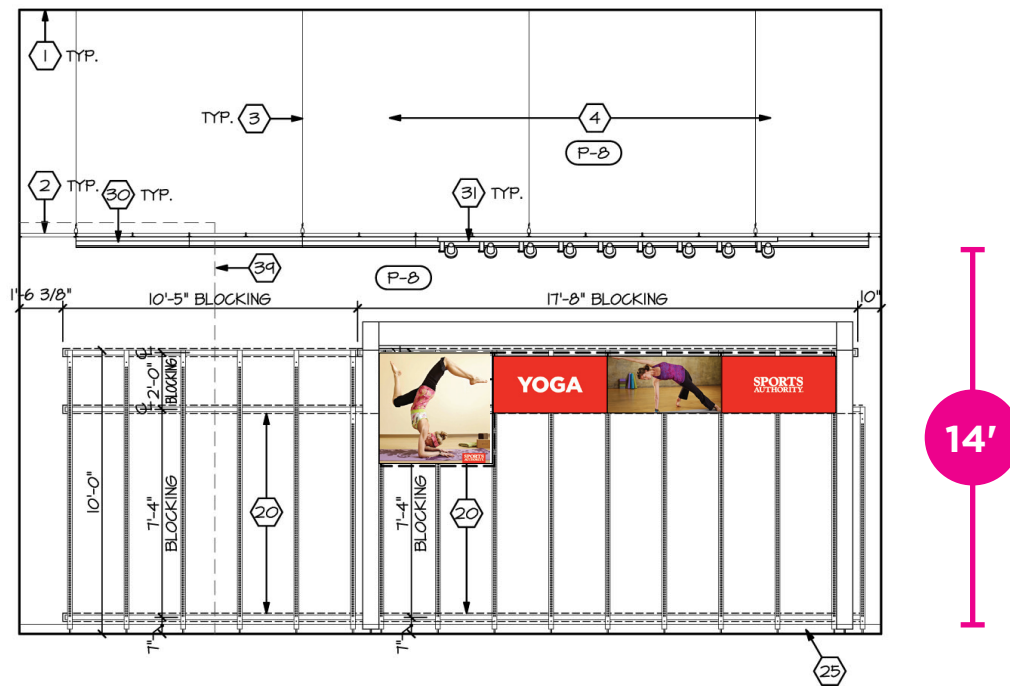 1 TYP.
TYP. 3
4
P-8
2 TYP.
30 TYP.
31 TYP.
39
P-8
1'-6 3/8"
10'-5" BLOCKING
17'-8" BLOCKING
10"
2'-0"
BLOCKING
YOGA
SPORTS
AUTHORITY.
SPORTS
AUTHORITY
14'
10'-0"
7'-4"
BLOCKING
20
7'-4"
BLOCKING
20
7"
7"
25